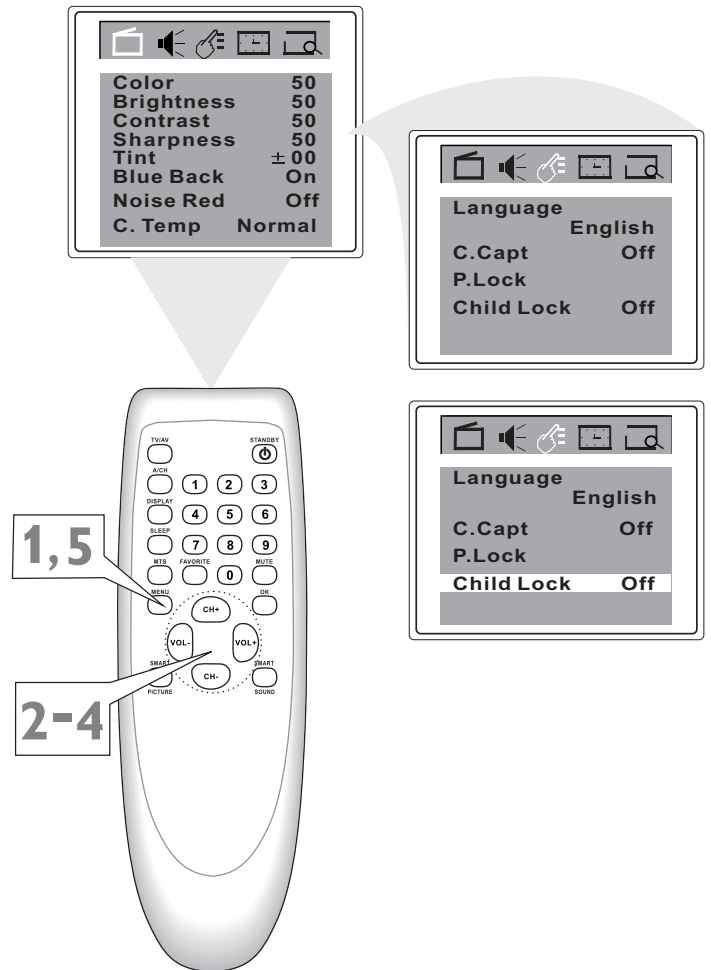 Color 50
Brightness 50
Contrast 50
Sharpness 50
Tint ±00
Blue Back On
Noise Red Off
C. Temp Normal
Language
English
C.Capt Off
P.Lock
Child Lock Off
Language
English
C.Capt Off
P.Lock
Child Lock Off
TV/AV STANDBY
A/CH
1 2 3
DISPLAY
4 5 6
SLEEP
7 8 9
MTS FAVORITE MUTE
0
MENU OK
CH+
VOL- VOL+
CH-
SMART SMART
PICTURE SOUND
1,5
2-4